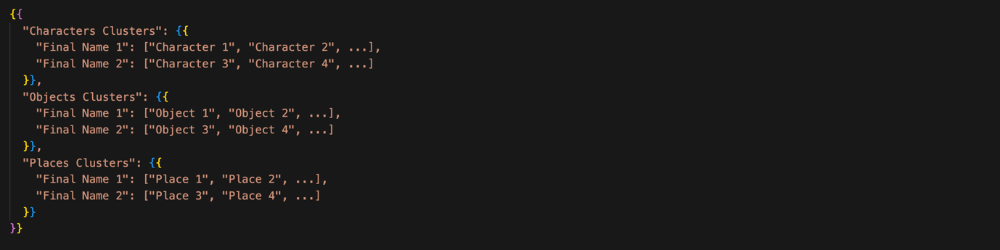 {{
"Characters Clusters": {{
"Final Name 1": ["Character 1", "Character 2", ...],
"Final Name 2": ["Character 3", "Character 4", ...]
}},
"Objects Clusters": {{
"Final Name 1": ["Object 1", "Object 2", ...],
"Final Name 2": ["Object 3", "Object 4", ...]
}},
"Places Clusters": {{
"Final Name 1": ["Place 1", "Place 2", ...],
"Final Name 2": ["Place 3", "Place 4", ...]
}}
}}